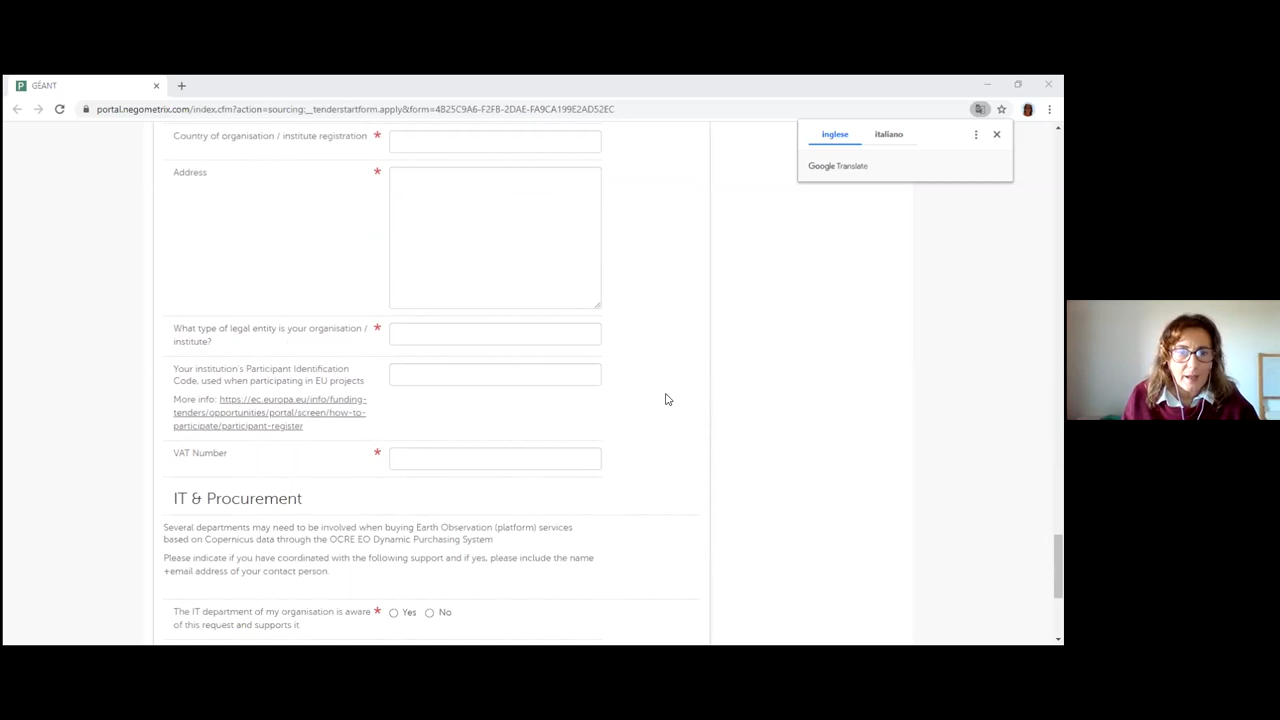 GÉANT
portal.negometrix.com/index.cfm?action=sourcing:__tenderstartform.apply&form=4B25C9A6-F2FB-2DAE-FA9CA199E2AD52EC
inglese italiano
Google Translate
Country of organisation / institute registration *
Address *
What type of legal entity is your organisation / *
institute?
Your institution's Participant Identification
Code, used when participating in EU projects
More info: https://ec.europa.eu/info/funding-
tenders/opportunities/portal/screen/how-to-
participate/participant-register
VAT Number *
IT & Procurement
Several departments may need to be involved when buying Earth Observation (platform) services
based on Copernicus data through the OCRE EO Dynamic Purchasing System
Please indicate if you have coordinated with the following support and if yes, please include the name
+email address of your contact person.
The IT department of my organisation is aware * Yes No
of this request and supports it